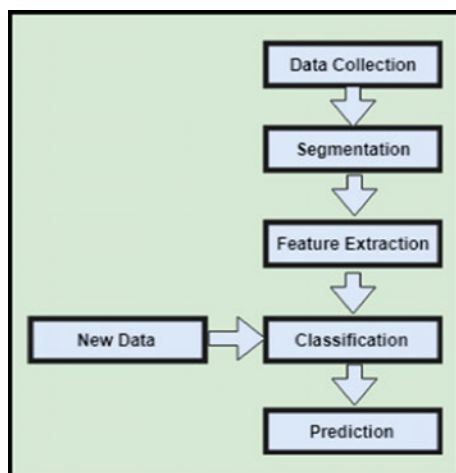 Data Collection
Segmentation
Feature Extraction
New Data
Classification
Prediction